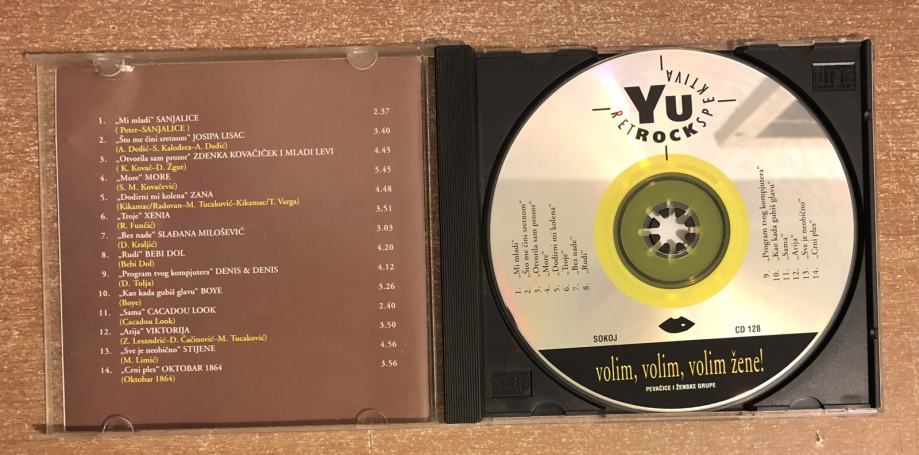 1. „Mi mladi" SANJALICE 2.37
( Peter–SANJALICE )
2. „Što me čini sretnom" JOSIPA LISAC 3.40
(A. Dedić–S. Kalođera–A. Dedić)
3. „Otvorila sam prozor" ZDENKA KOVAČIČEK I MLADI LEVI 4.45
( K. Kovač–D. Žgur)
4. „More" MORE 5.45
(S. M. Kovačević)
5. „Dodirni mi kolena" ZANA 4.48
(Kikamac/Radovan–M. Tucaković–Kikamac/T. Varga)
6. „Troje" XENIA 3,51
(R. Funčić)
7. „Bez nade" SLAĐANA MILOŠEVIĆ 3.03
(D. Kraljić)
8. „Rudi" BEBI DOL 4.20
(Bebi Dol)
9. „Program tvog kompjutera" DENIS & DENIS 4.12
(D. Tolja)
10. „Kao kada gubiš glavu" BOYE 3.26
(Boye)
11. „Sama" CACADOU LOOK 2.40
(Cacadou Look)
12. „Arija" VIKTORIJA 3.50
(Z. Lesandrić–D. Čačinović–M. Tucaković)
13. „Sve je neobično" STIJENE 4.56
(M. Limić)
14. „Crni ples" OKTOBAR 1864 3.56
(Oktobar 1864)
YU
RETROCKSPEKTIVA
1. „Mi mladi"
2. „Što me čini sretnom"
3. „Otvorila sam prozor"
4. „More"
5. „Dodirni mi kolena"
6. „Troje"
7. „Bez nade"
8. „Rudi"
9. „Program tvog kompjutera"
10. „Kao kada gubiš glavu"
11. „Sama"
12. „Arija"
13. „Sve je neobično"
14. „Crni ples"
SOKOJ
CD 128
volim, volim, volim žene!
PEVAČICE I ŽENSKE GRUPE